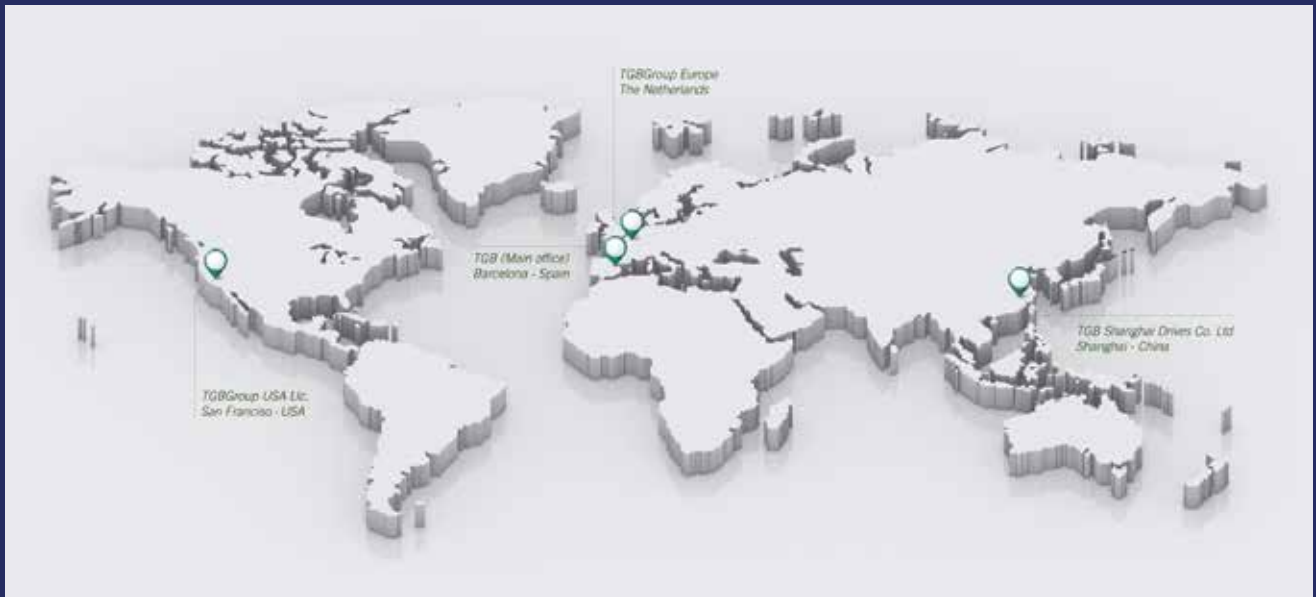 TGBGroup Europe
The Netherlands
TGB (Main office)
Barcelona - Spain
TGB Shanghai Drives Co. Ltd
Shanghai - China
TGBGroup USA Llc.
San Franciso - USA